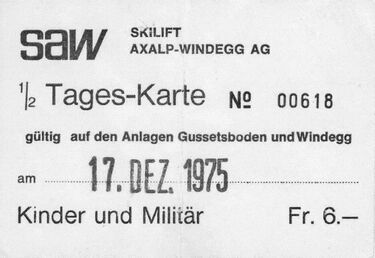 saw
SKILIFT
AXALP-WINDEGG AG
1/2 Tages-Karte No 00618
gültig auf den Anlagen Gussetsboden und Windegg
am 17. DEZ. 1975
Kinder und Militär Fr. 6.—